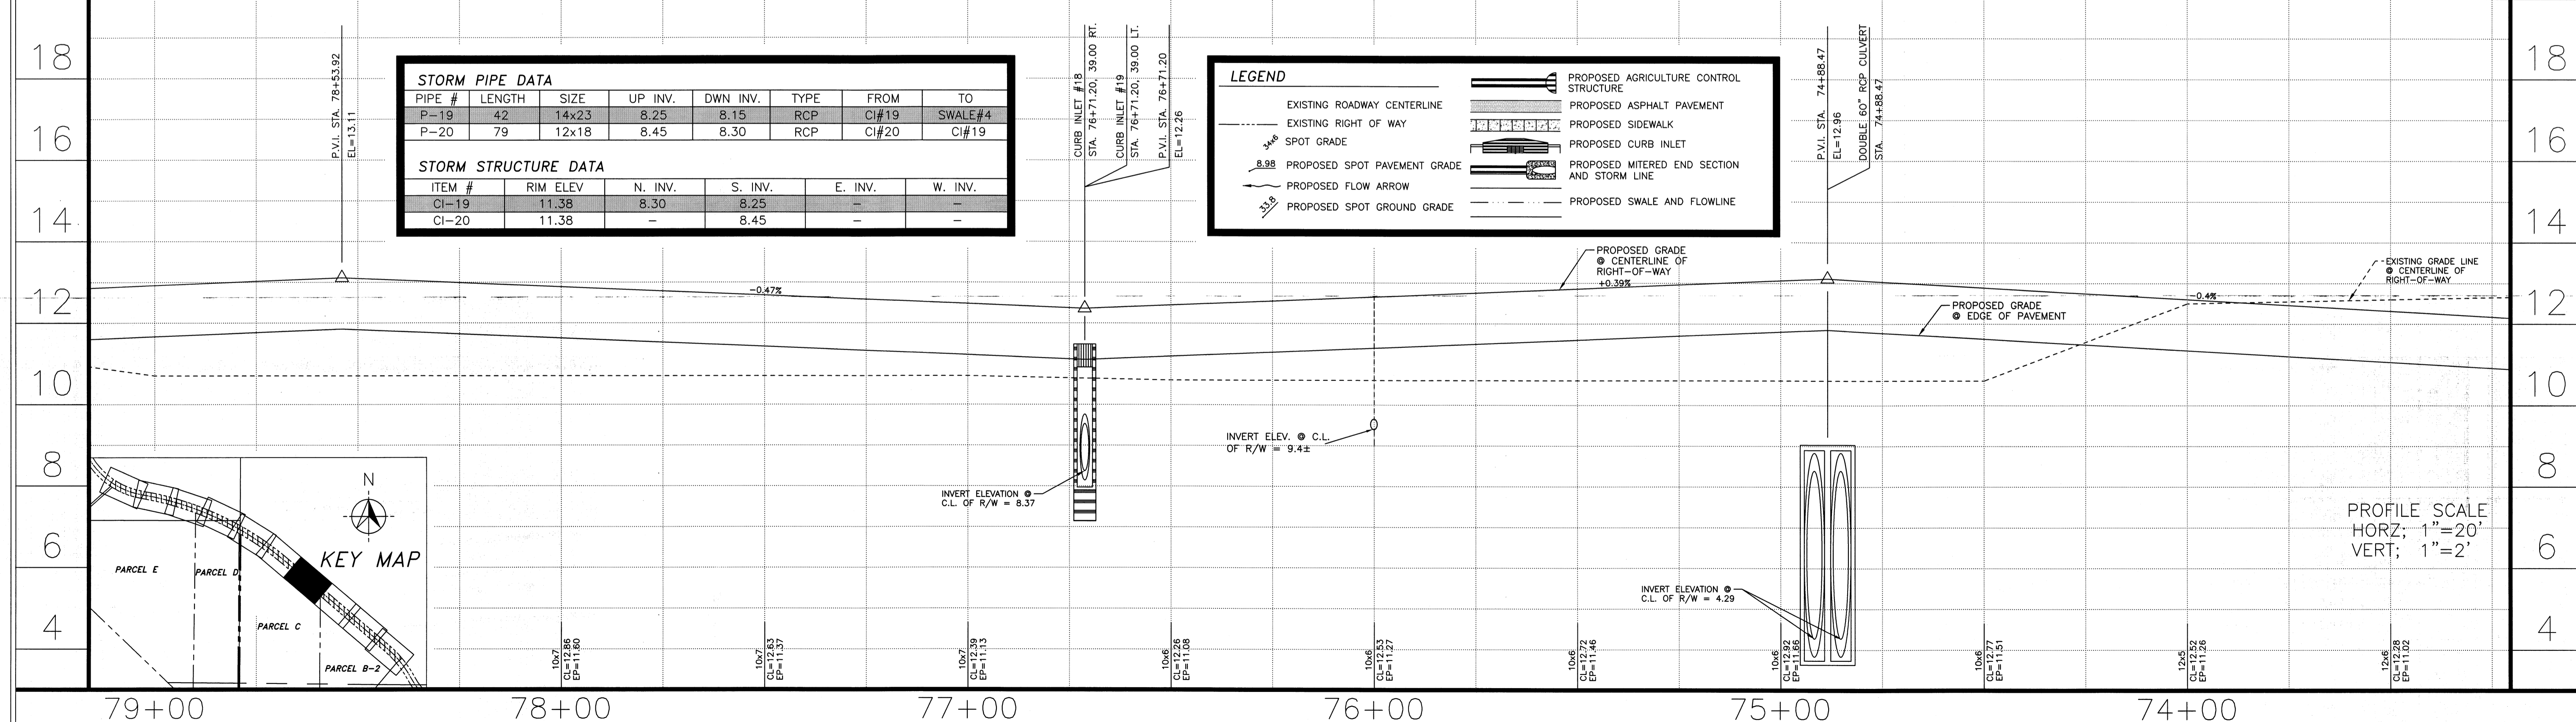 18
16
14
12
10
8
6
4
P.V.I. STA. 78+53.92
EL=13.11
STORM PIPE DATA
PIPE # LENGTH SIZE UP INV. DWN INV. TYPE FROM TO
P-19 42 14x23 8.25 8.15 RCP CI#19 SWALE#4
P-20 79 12x18 8.45 8.30 RCP CI#20 CI#19
STORM STRUCTURE DATA
ITEM # RIM ELEV N. INV. S. INV. E. INV. W. INV.
CI-19 11.38 8.30 8.25 - -
CI-20 11.38 - 8.45 - -
CURB INLET #18
STA. 76+71.20, 39.00 RT.
CURB INLET #19
STA. 76+71.20, 39.00 LT.
P.V.I. STA. 76+71.20
EL=12.26
LEGEND
EXISTING ROADWAY CENTERLINE
EXISTING RIGHT OF WAY
34x6 SPOT GRADE
8.98 PROPOSED SPOT PAVEMENT GRADE
PROPOSED FLOW ARROW
33.8 PROPOSED SPOT GROUND GRADE
PROPOSED AGRICULTURE CONTROL
STRUCTURE
PROPOSED ASPHALT PAVEMENT
PROPOSED SIDEWALK
PROPOSED CURB INLET
PROPOSED MITERED END SECTION
AND STORM LINE
PROPOSED SWALE AND FLOWLINE
P.V.I. STA. 74+88.47
EL=12.96
DOUBLE 60" RCP CULVERT
STA. 74+88.47
18
16
14
12
10
8
6
4
-0.47%
PROPOSED GRADE
@ CENTERLINE OF
RIGHT-OF-WAY
+0.39%
-0.4%
EXISTING GRADE LINE
@ CENTERLINE OF
RIGHT-OF-WAY
PROPOSED GRADE
@ EDGE OF PAVEMENT
INVERT ELEV. @ C.L.
OF R/W = 9.4±
INVERT ELEVATION @
C.L. OF R/W = 8.37
INVERT ELEVATION @
C.L. OF R/W = 4.29
PROFILE SCALE
HORZ; 1"=20'
VERT; 1"=2'
N
KEY MAP
PARCEL E
PARCEL D
PARCEL C
PARCEL B-2
10x7
CL=12.86
EP=11.60
10x7
CL=12.63
EP=11.37
10x7
CL=12.39
EP=11.13
10x6
CL=12.26
EP=11.08
10x6
CL=12.53
EP=11.27
10x6
CL=12.72
EP=11.46
10x6
CL=12.92
EP=11.66
10x6
CL=12.77
EP=11.51
12x5
CL=12.52
EP=11.26
12x6
CL=12.28
EP=11.02
79+00
78+00
77+00
76+00
75+00
74+00